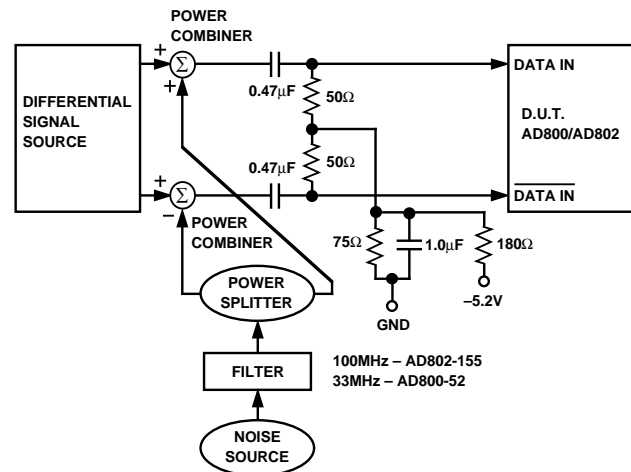 POWER
COMBINER
DIFFERENTIAL
SIGNAL
SOURCE
+
Σ
+
0.47µF
50Ω
DATA IN
D.U.T.
AD800/AD802
0.47µF
50Ω
+
Σ
–
DATA IN
POWER
COMBINER
75Ω
1.0µF
180Ω
POWER
SPLITTER
–5.2V
GND
FILTER
100MHz – AD802-155
33MHz – AD800-52
NOISE
SOURCE